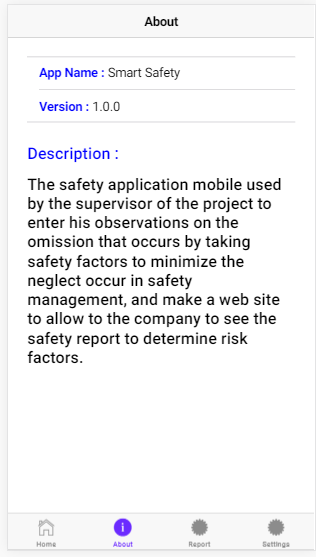 About
App Name : Smart Safety
Version : 1.0.0
Description :
The safety application mobile used
by the supervisor of the project to
enter his observations on the
omission that occurs by taking
safety factors to minimize the
neglect occur in safety
management, and make a web site
to allow to the company to see the
safety report to determine risk
factors.
Home About Report Settings